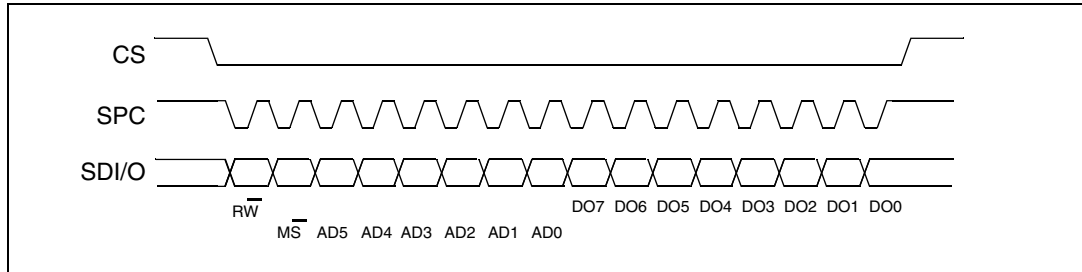 CS
SPC
SDI/O
RW̅
DO7 DO6 DO5 DO4 DO3 DO2 DO1 DO0
MS̅ AD5 AD4 AD3 AD2 AD1 AD0